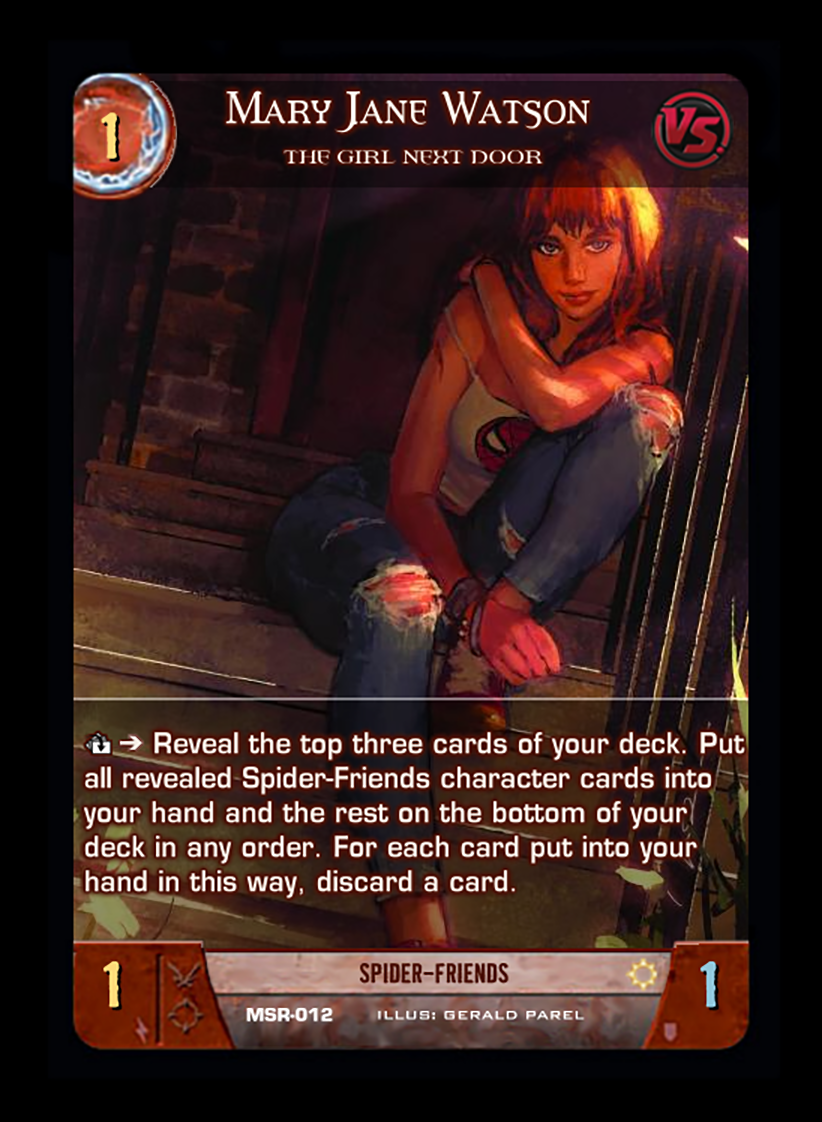 1
Mary Jane Watson
VS.
The Girl Next Door
→ Reveal the top three cards of your deck. Put
all revealed Spider-Friends character cards into
your hand and the rest on the bottom of your
deck in any order. For each card put into your
hand in this way, discard a card.
1
SPIDER-FRIENDS
1
MSR-012 ILLUS: GERALD PAREL